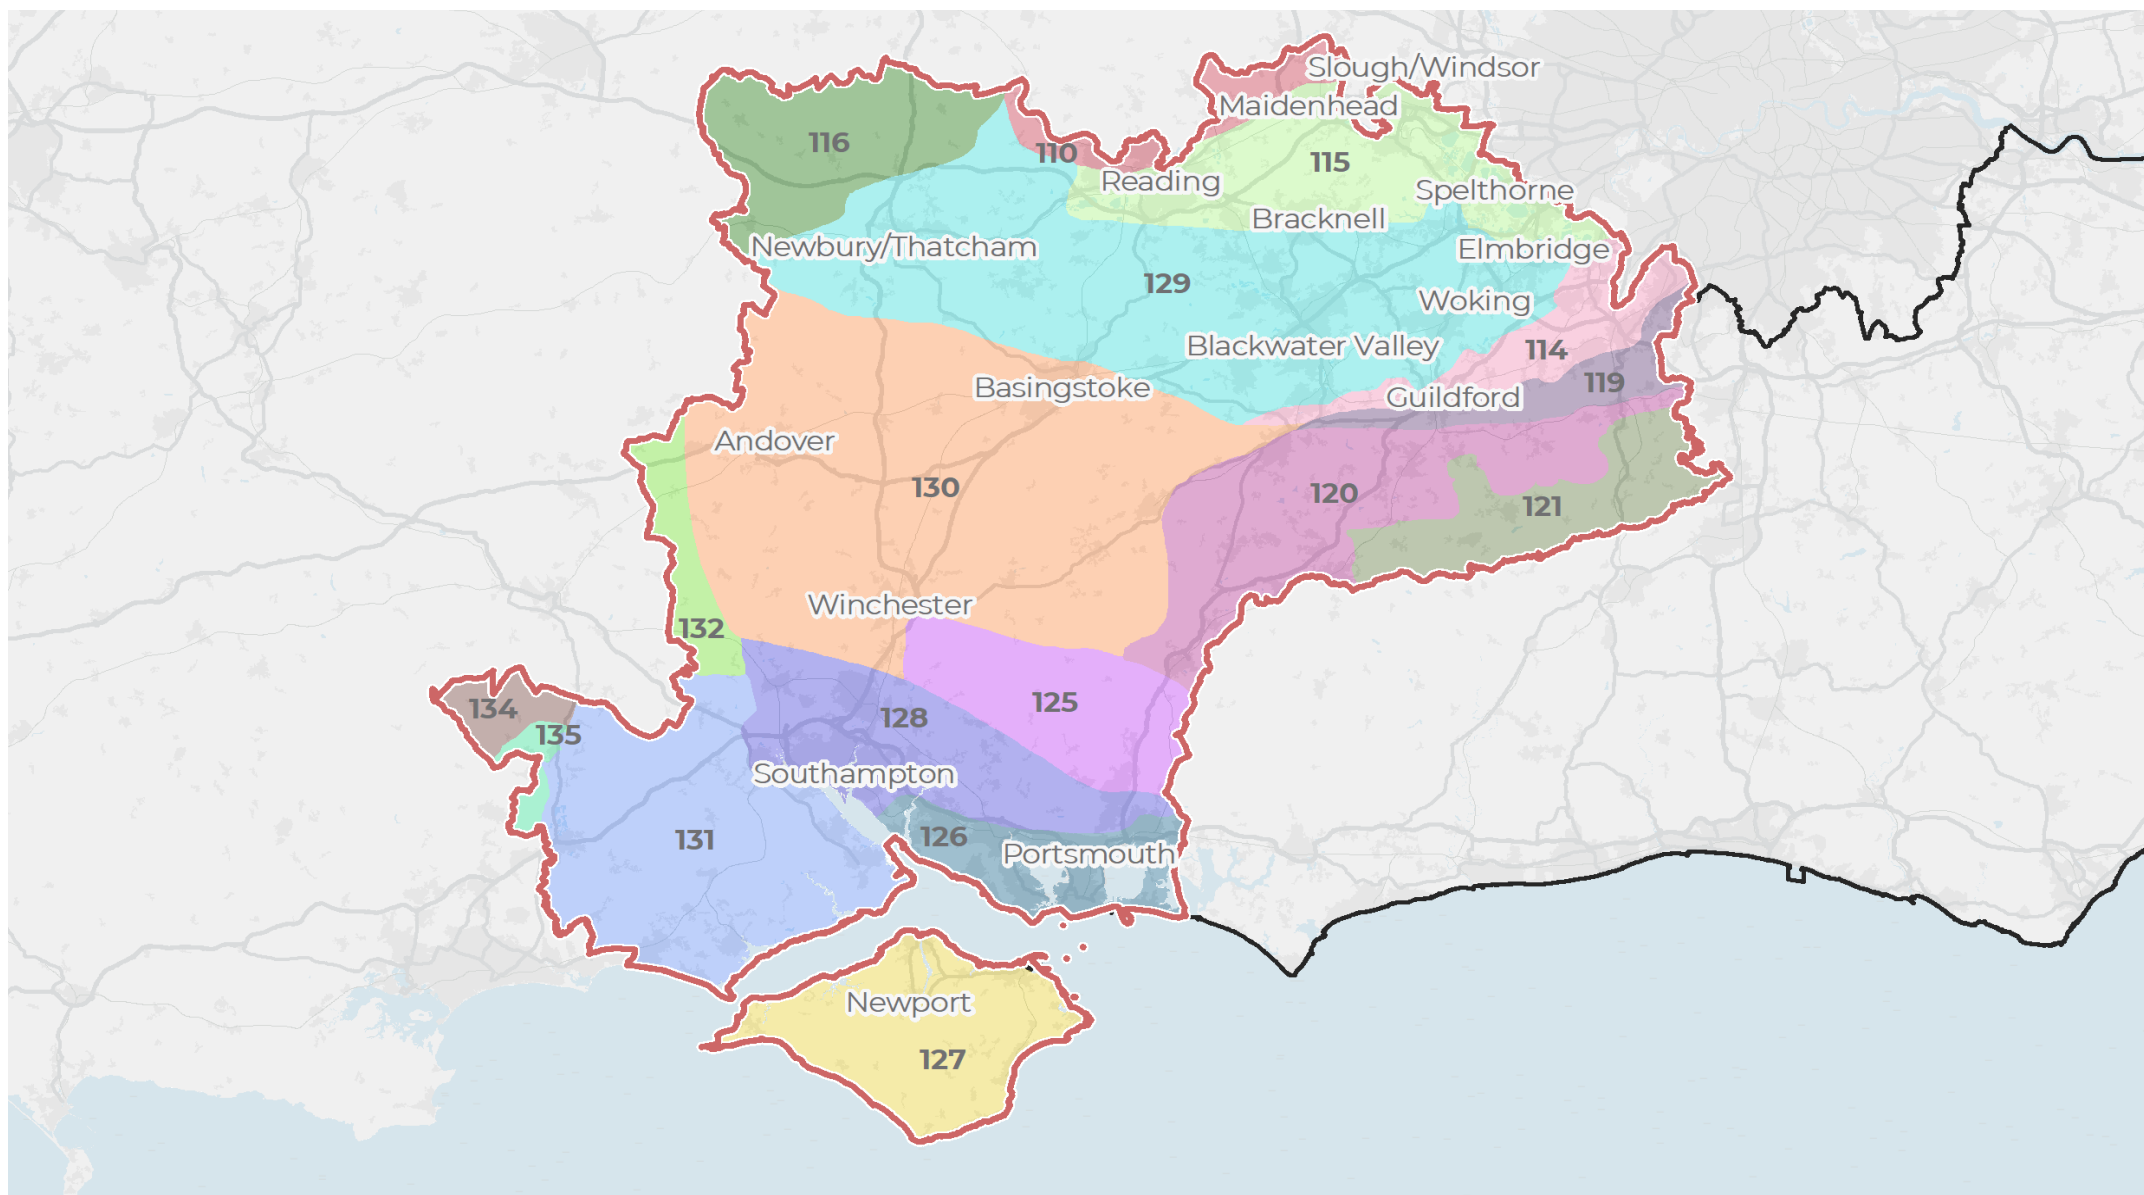 Slough/Windsor
Maidenhead
116
110
115
Reading
Spelthorne
Bracknell
Newbury/Thatcham
Elmbridge
129
Woking
Blackwater Valley
114
Basingstoke
119
Guildford
Andover
130
120
121
Winchester
132
125
134
128
135
Southampton
126
131
Portsmouth
Newport
127